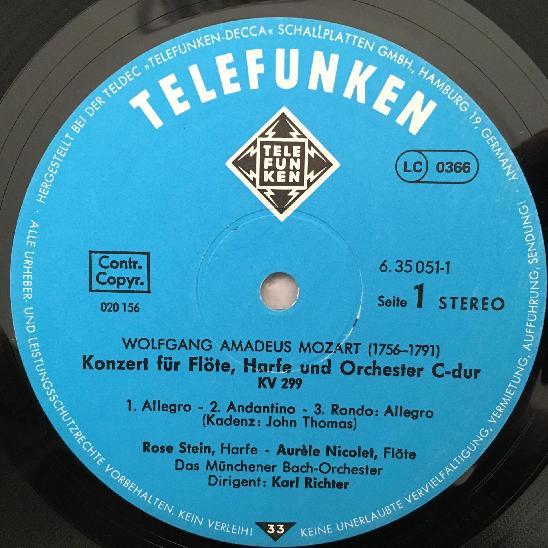 HERGESTELLT BEI DER TELDEC »TELEFUNKEN-DECCA« SCHALLPLATTEN GMBH, HAMBURG 19, GERMANY ·
TELEFUNKEN
TELE
FUN
KEN
LC 0366
Contr.
Copyr.
020 156
6.35 051-1
Seite 1 STEREO
WOLFGANG AMADEUS MOZART (1756–1791)
Konzert für Flöte, Harfe und Orchester C-dur
KV 299
1. Allegro - 2. Andantino - 3. Rondo: Allegro
(Kadenz: John Thomas)
Rose Stein, Harfe - Aurèle Nicolet, Flöte
Das Münchener Bach-Orchester
Dirigent: Karl Richter
33
· ALLE URHEBER- UND LEISTUNGSSCHUTZRECHTE VORBEHALTEN. KEIN VERLEIH! KEINE UNERLAUBTE VERVIELFÄLTIGUNG, VERMIETUNG, AUFFÜHRUNG, SENDUNG!